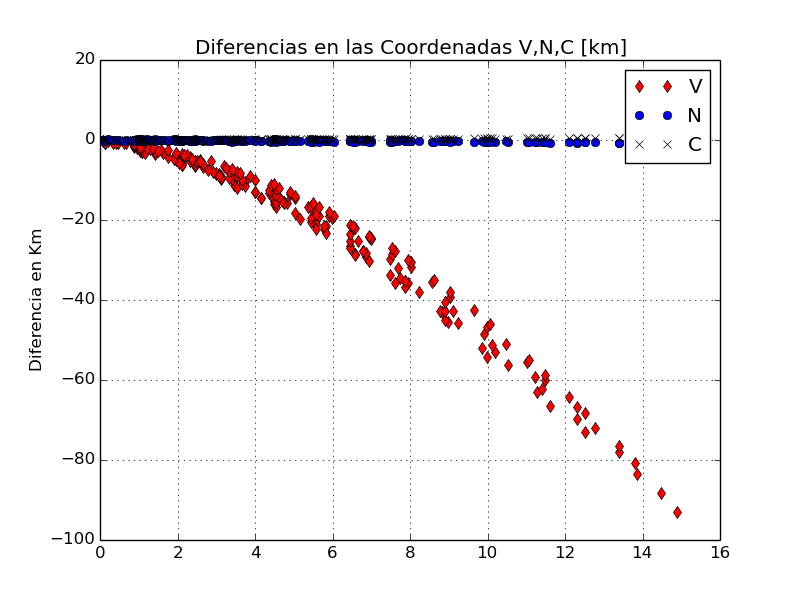 Diferencias en las Coordenadas V,N,C [km]
20
0
−20
−40
−60
−80
−100
Diferencia en Km
V
N
C
0 2 4 6 8 10 12 14 16